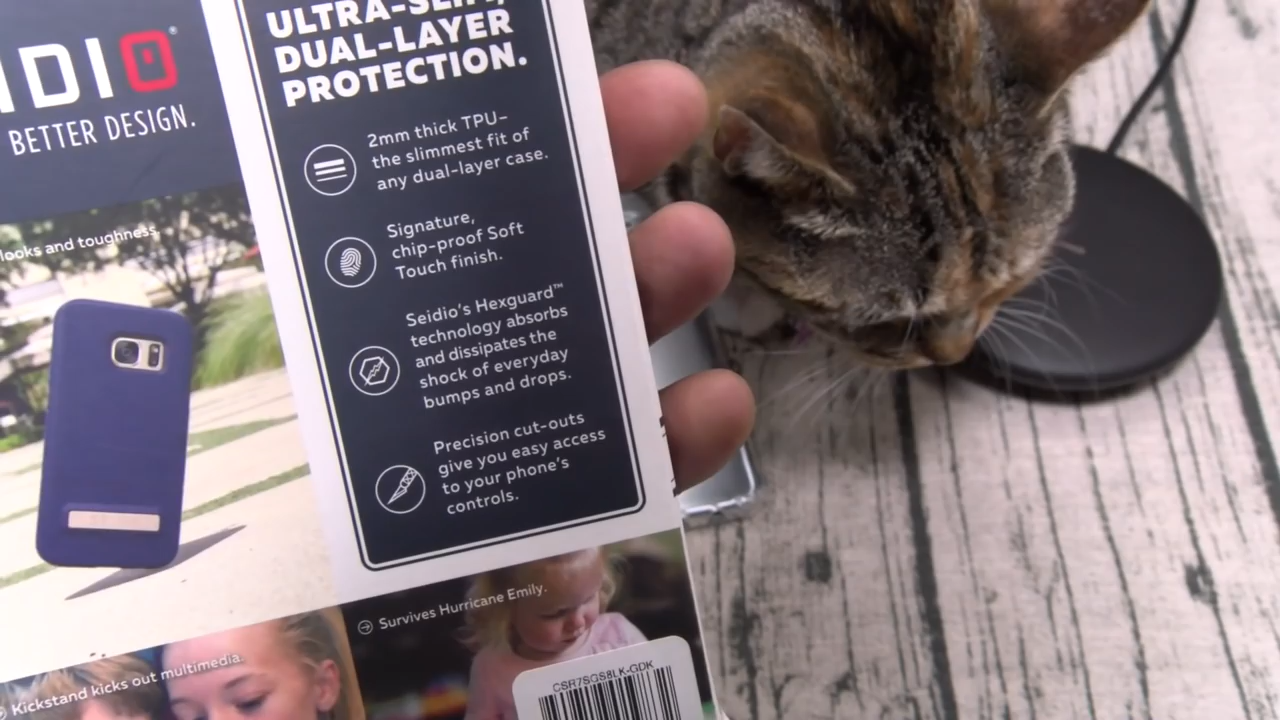 IDIO®
BETTER DESIGN.
looks and toughness.
ULTRA-SLIM,
DUAL-LAYER
PROTECTION.
2mm thick TPU–
the slimmest fit of
any dual-layer case.
Signature,
chip-proof Soft
Touch finish.
Seidio's Hexguard™
technology absorbs
and dissipates the
shock of everyday
bumps and drops.
Precision cut-outs
give you easy access
to your phone's
controls.
Survives Hurricane Emily.
Kickstand kicks out multimedia.
CSR7SGS8LK-GDK